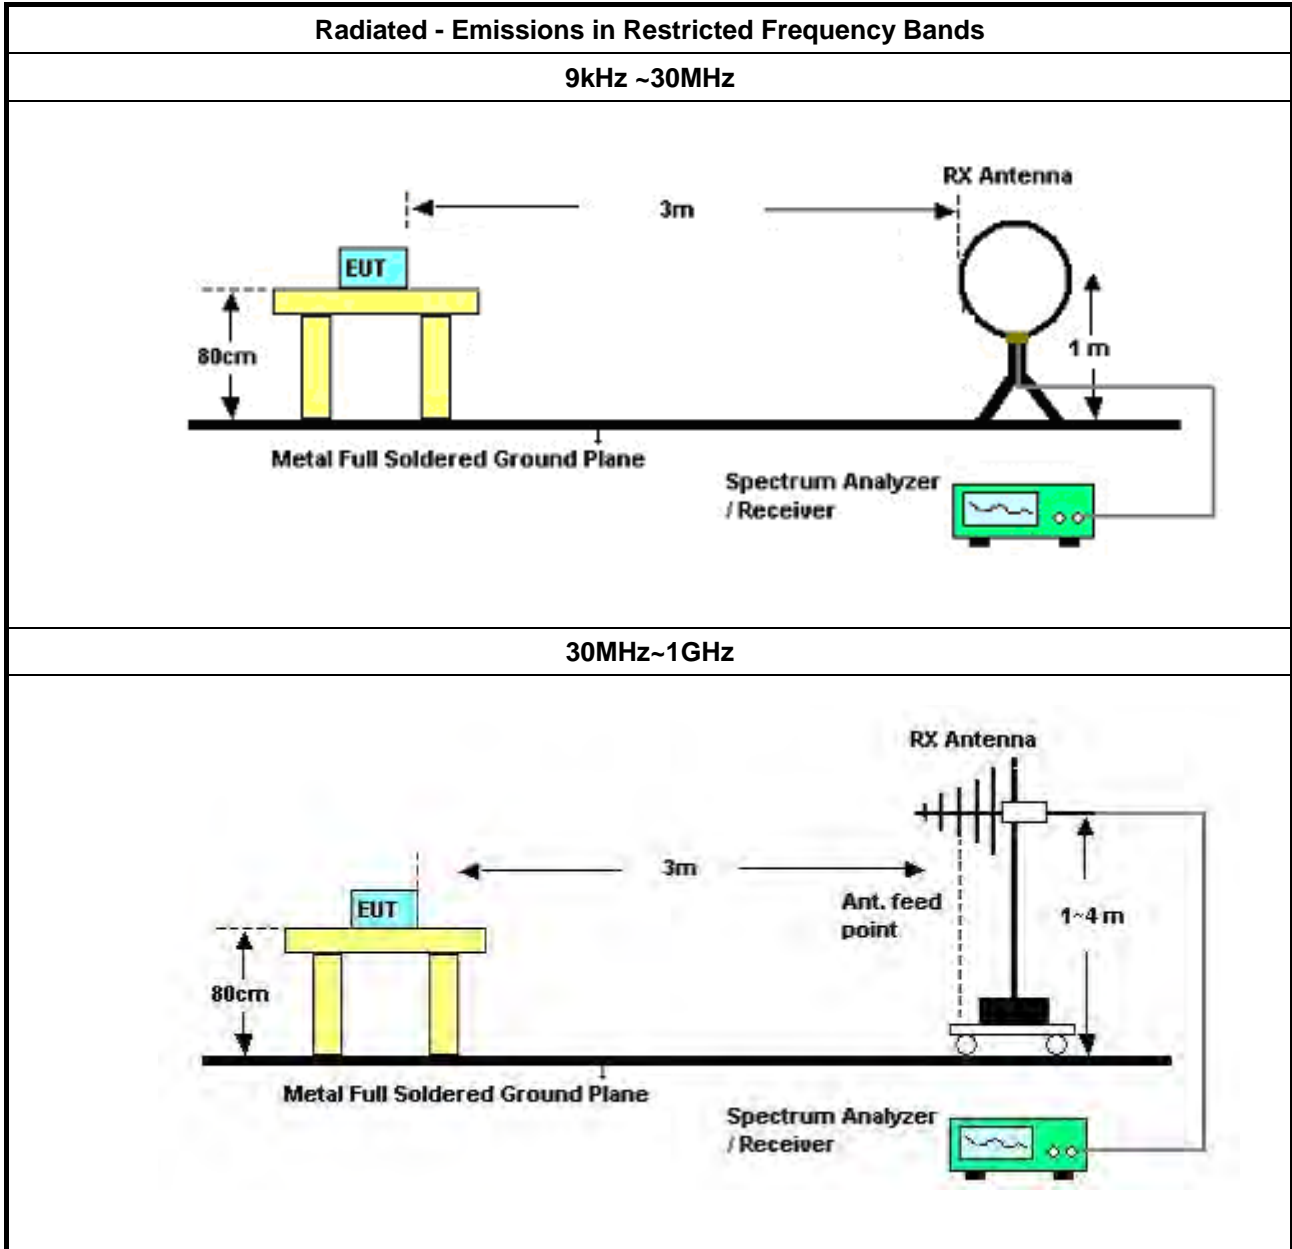 Radiated - Emissions in Restricted Frequency Bands
9kHz ~30MHz
RX Antenna
3m
EUT
80cm
1 m
Metal Full Soldered Ground Plane
Spectrum Analyzer
/ Receiver
30MHz~1GHz
RX Antenna
3m
Ant. feed
point
EUT
1~4 m
80cm
Metal Full Soldered Ground Plane
Spectrum Analyzer
/ Receiver